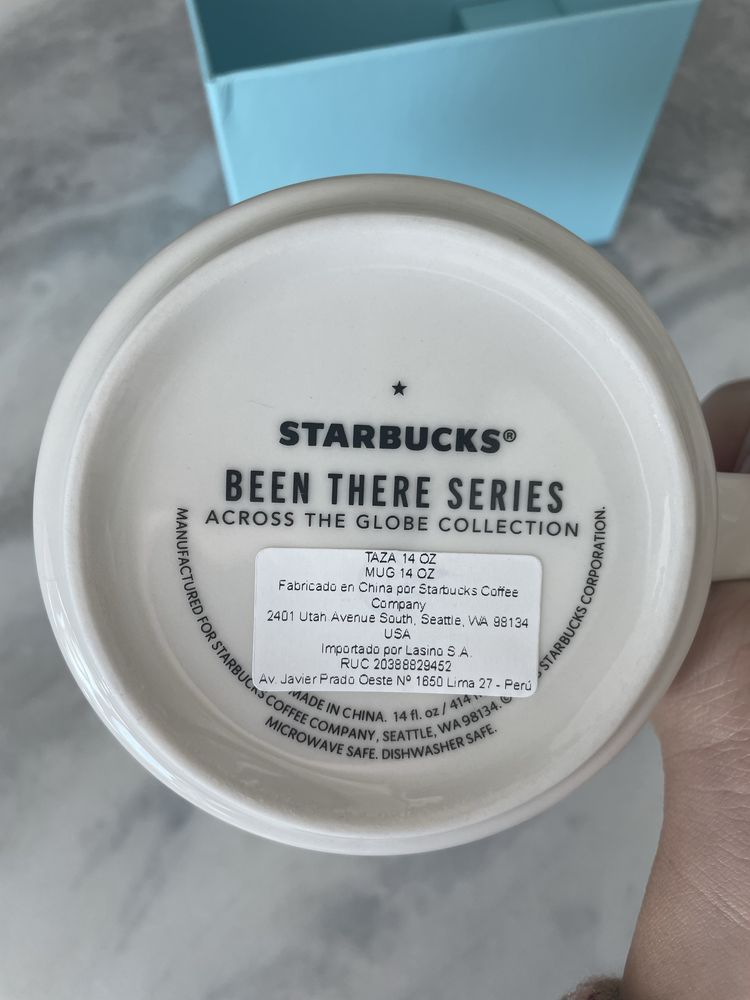 ★
STARBUCKS®
BEEN THERE SERIES
ACROSS THE GLOBE COLLECTION
TAZA 14 OZ
MUG 14 OZ
Fabricado en China por Starbucks Coffee
Company
2401 Utah Avenue South, Seattle, WA 98134
USA
Importado por Lasino S.A.
RUC 20388829452
Av. Javier Prado Oeste Nº 1650 Lima 27 - Perú
MADE IN CHINA. 14 fl. oz / 414
MANUFACTURED FOR STARBUCKS COFFEE COMPANY, SEATTLE, WA 98134. © STARBUCKS CORPORATION.
MICROWAVE SAFE. DISHWASHER SAFE.